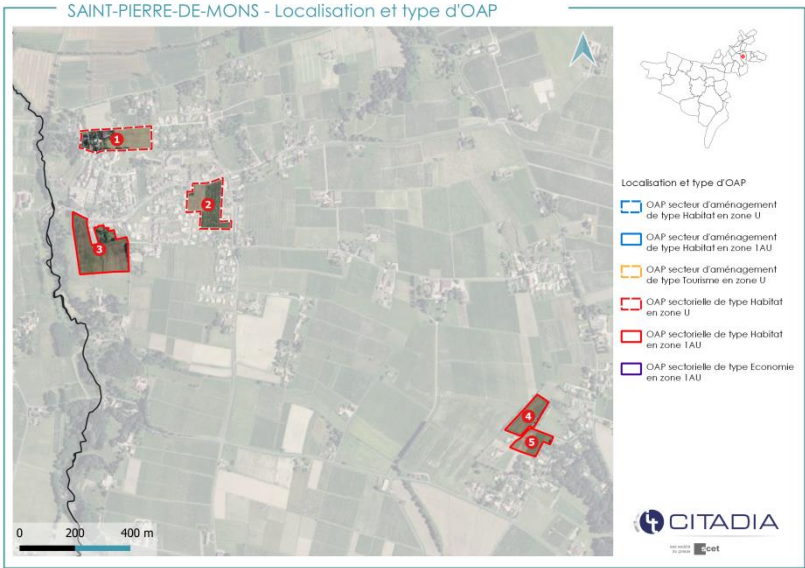 SAINT-PIERRE-DE-MONS - Localisation et type d'OAP
1
2
3
4
5
0 200 400 m
Localisation et type d'OAP
OAP secteur d'aménagement
de type Habitat en zone U
OAP secteur d'aménagement
de type Habitat en zone 1AU
OAP secteur d'aménagement
de type Tourisme en zone U
OAP sectorielle de type Habitat
en zone U
OAP sectorielle de type Habitat
en zone 1AU
OAP sectorielle de type Economie
en zone 1AU
CITADIA
scet